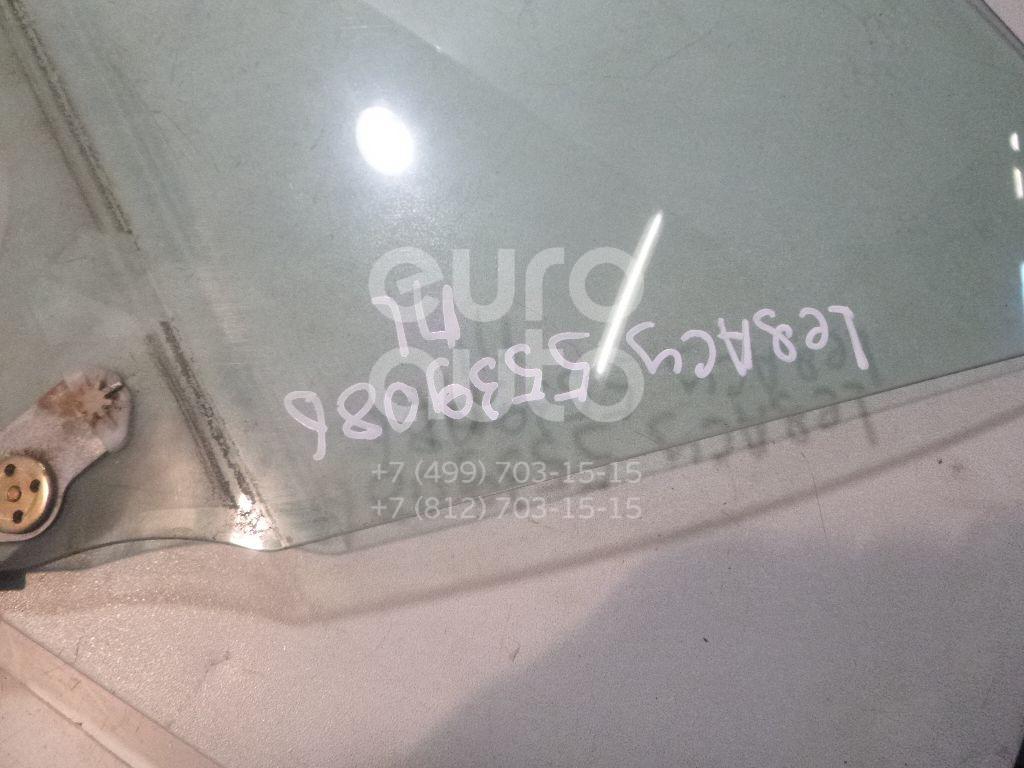 LegACy 5539086
ПЛ
euro
auto
+7 (499) 703-15-15
+7 (812) 703-15-15